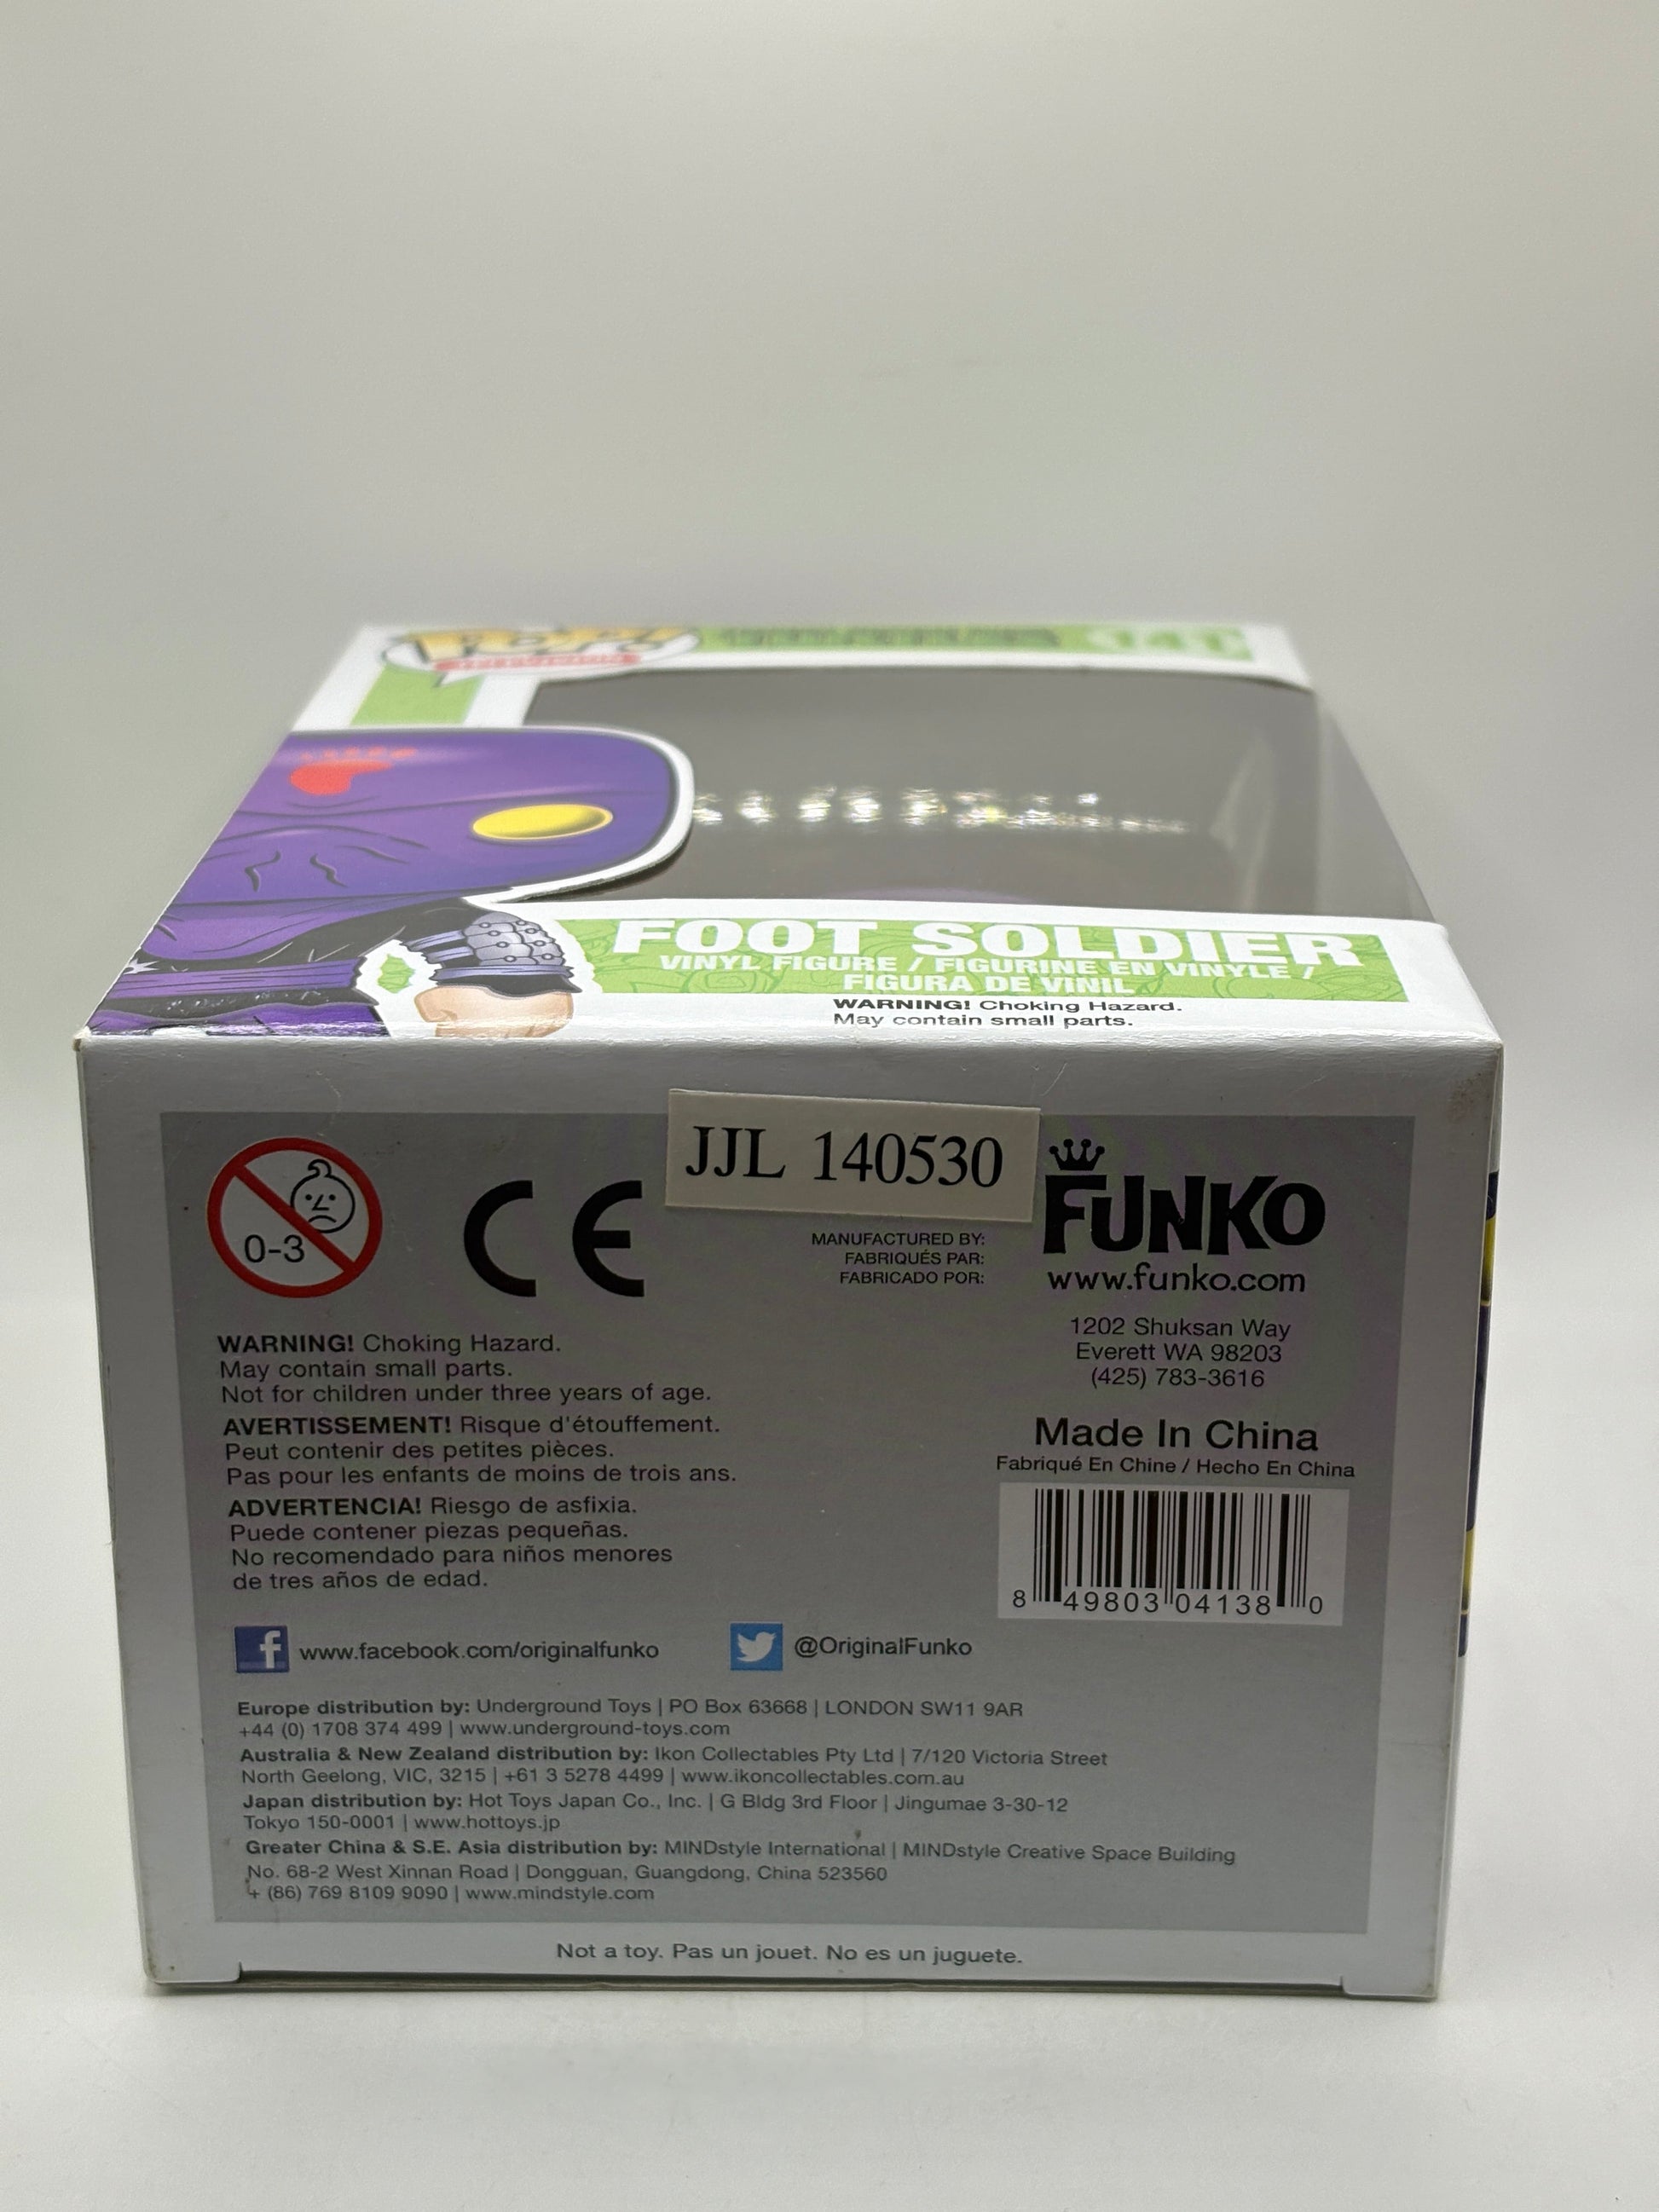 POP!
TELEVISION
FOOT SOLDIER
VINYL FIGURE / FIGURINE EN VINYLE /
FIGURA DE VINIL
WARNING! Choking Hazard.
May contain small parts.
JJL 140530
0-3
CE
MANUFACTURED BY:
FABRIQUÉS PAR:
FABRICADO POR:
FUNKO
www.funko.com
1202 Shuksan Way
Everett WA 98203
(425) 783-3616
Made In China
Fabriqué En Chine / Hecho En China
8 49803 04138 0
WARNING! Choking Hazard.
May contain small parts.
Not for children under three years of age.
AVERTISSEMENT! Risque d'étouffement.
Peut contenir des petites pièces.
Pas pour les enfants de moins de trois ans.
ADVERTENCIA! Riesgo de asfixia.
Puede contener piezas pequeñas.
No recomendado para niños menores
de tres años de edad.
f www.facebook.com/originalfunko
@OriginalFunko
Europe distribution by: Underground Toys | PO Box 63668 | LONDON SW11 9AR
+44 (0) 1708 374 499 | www.underground-toys.com
Australia & New Zealand distribution by: Ikon Collectables Pty Ltd | 7/120 Victoria Street
North Geelong, VIC, 3215 | +61 3 5278 4499 | www.ikoncollectables.com.au
Japan distribution by: Hot Toys Japan Co., Inc. | G Bldg 3rd Floor | Jingumae 3-30-12
Tokyo 150-0001 | www.hottoys.jp
Greater China & S.E. Asia distribution by: MINDstyle International | MINDstyle Creative Space Building
No. 68-2 West Xinnan Road | Dongguan, Guangdong, China 523560
+ (86) 769 8109 9090 | www.mindstyle.com
Not a toy. Pas un jouet. No es un juguete.